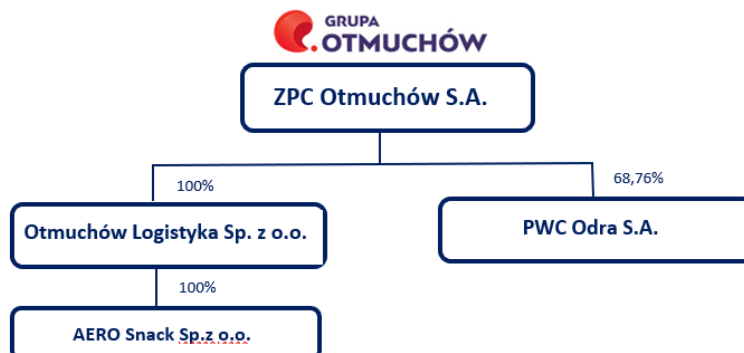 GRUPA
OTMUCHÓW
ZPC Otmuchów S.A.
100%
68,76%
Otmuchów Logistyka Sp. z o.o.
PWC Odra S.A.
100%
AERO Snack Sp.z o.o.